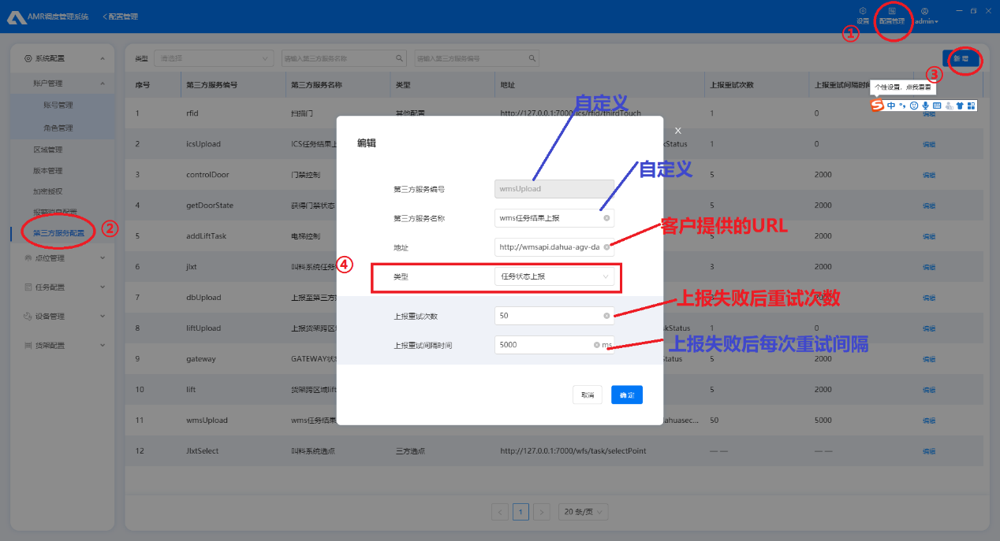 AMR调度管理系统 く配置管理
设置 配置管理 admin
①
系统配置
账户管理
账号管理
角色管理
区域管理
版本管理
加密授权
报警消息配置
第三方服务配置
②
点位管理
任务配置
设备管理
货架配置
类型 请选择 请输入第三方服务名称 请输入第三方服务编号 新增
③
序号 第三方服务编号 第三方服务名称 类型 地址 上报重试次数 上报重试间隔时间
个性设置，点我看看
中
1 rfid 扫描门 其他配置 http://127.0.0.1:7000/ics/rfid/thirdTouch 1 0 编辑
2 icsUpload ICS任务结果上 kStatus 1 0 编辑
3 controlDoor 门禁控制 5 2000 编辑
4 getDoorState 获得门禁状态 5 2000 编辑
5 addLiftTask 电梯控制 5 2000 编辑
6 jlxt 叫料系统任务 3 2000 编辑
7 dbUpload 上报至第三方 编辑
8 liftUpload 上报货架跨区域 kStatus 1 0 编辑
9 gateway GATEWAY状 tatus 5 2000 编辑
10 lift 货架跨区域lift 5 2000 编辑
11 wmsUpload wms任务结果 dahuasec... 50 5000 编辑
12 JlxtSelect 叫料系统选点 三方选点 http://127.0.0.1:7000/wfs/task/selectPoint —— —— 编辑
1 20 条/页
编辑 X
自定义
第三方服务编号 wmsUpload
自定义
第三方服务名称 wms任务结果上报
客户提供的URL
地址 http://wmsapi.dahua-agv-da
④
类型 任务状态上报
上报失败后重试次数
上报重试次数 50
上报失败后每次重试间隔
上报重试间隔时间 5000 ms
取消 确定